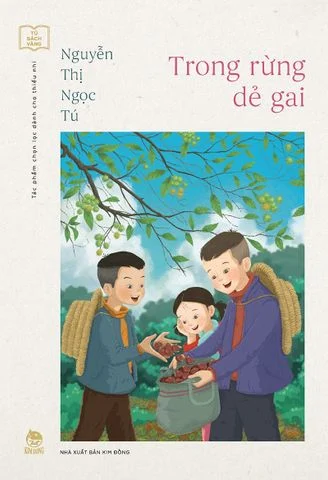 TỦ SÁCH VÀNG
Tác phẩm chọn lọc dành cho thiếu nhi
Nguyễn
Thị
Ngọc
Tú
Trong rừng
dẻ gai
KIM ĐỒNG
NHÀ XUẤT BẢN KIM ĐỒNG